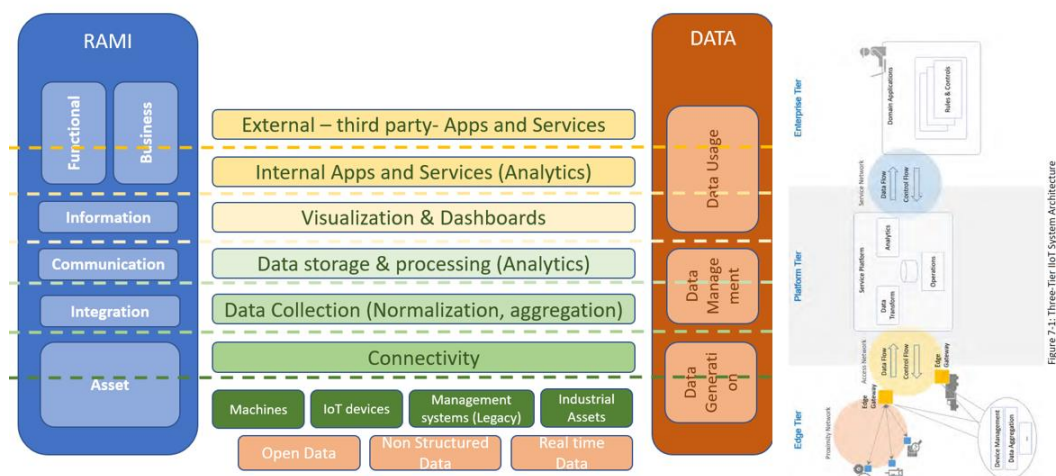 RAMI
Functional
Business
Information
Communication
Integration
Asset
External – third party- Apps and Services
Internal Apps and Services (Analytics)
Visualization & Dashboards
Data storage & processing (Analytics)
Data Collection (Normalization, aggregation)
Connectivity
Machines
IoT devices
Management
systems (Legacy)
Industrial
Assets
Open Data
Non Structured
Data
Real time
Data
DATA
Data Usage
Data
Manage
ment
Data
Generati
on
Enterprise Tier
Domain Applications
Rules & Controls
Service Network
Data Flow
Control Flow
Platform Tier
Service Platform
Analytics
Data
Transform
Operations
Access Network
Data Flow
Control Flow
Edge
Gateway
Edge
Gateway
Edge Tier
Proximity Network
Device Management
Data Aggregation
...
Figure 7-1: Three-Tier IIoT System Architecture